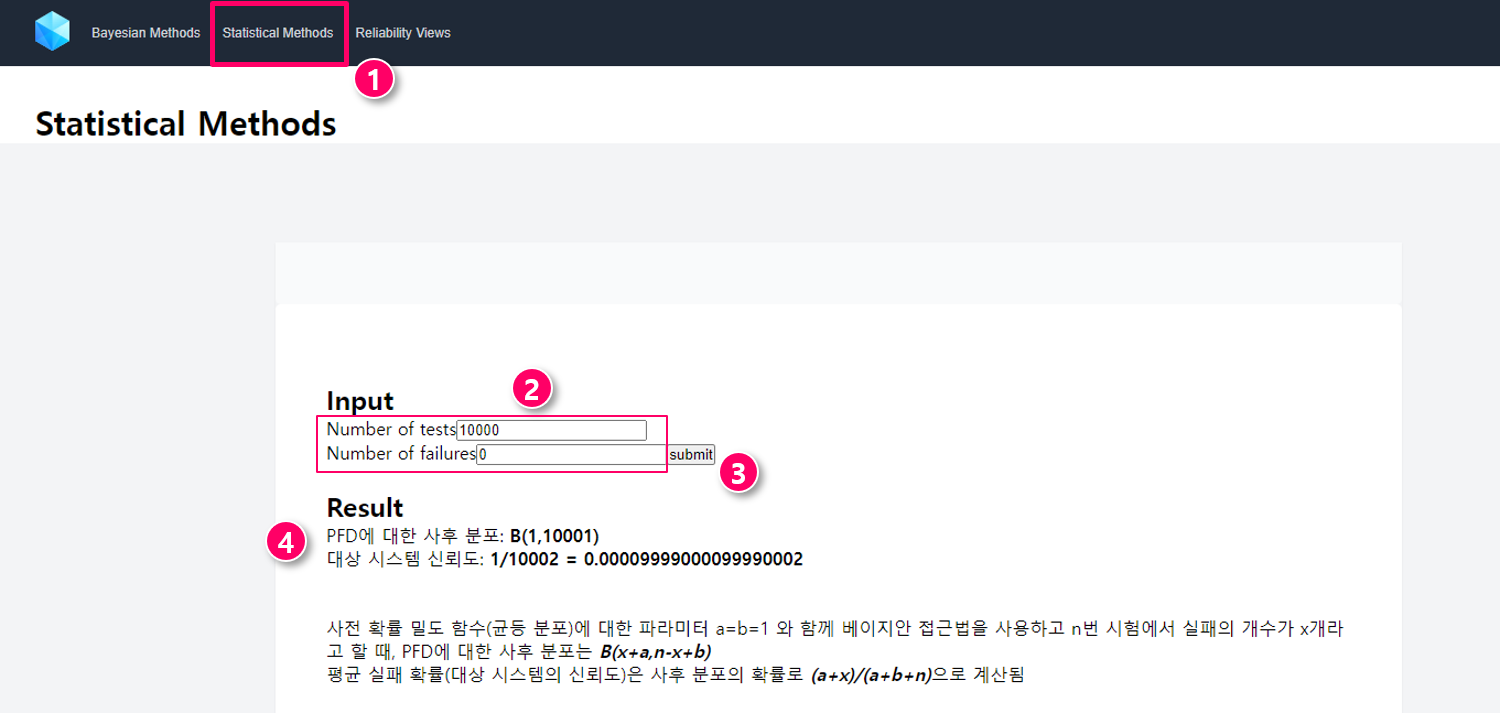 Bayesian Methods Statistical Methods Reliability Views
1
Statistical Methods
2
Input
Number of tests 10000
Number of failures 0 submit
3
Result
4
PFD에 대한 사후 분포: B(1,10001)
대상 시스템 신뢰도: 1/10002 = 0.00009999000099990002
사전 확률 밀도 함수(균등 분포)에 대한 파라미터 a=b=1 와 함께 베이지안 접근법을 사용하고 n번 시험에서 실패의 개수가 x개라
고 할 때, PFD에 대한 사후 분포는 B(x+a,n-x+b)
평균 실패 확률(대상 시스템의 신뢰도)은 사후 분포의 확률로 (a+x)/(a+b+n)으로 계산됨